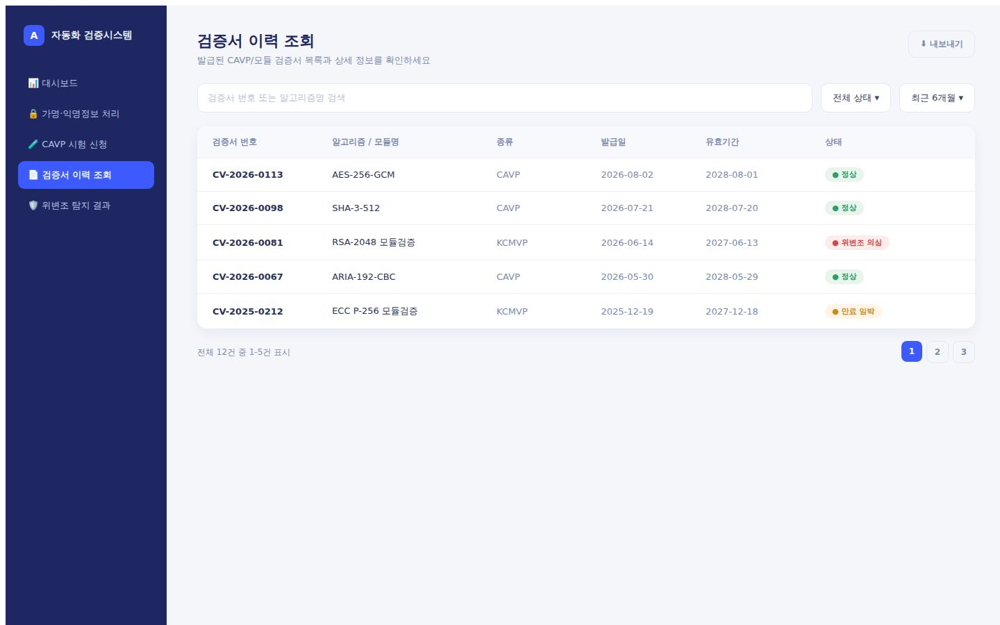 A 자동화 검증시스템
📊 대시보드
🔒 가명·익명정보 처리
🧪 CAVP 시험 신청
📄 검증서 이력 조회
🛡️ 위변조 탐지 결과
검증서 이력 조회
발급된 CAVP/모듈 검증서 목록과 상세 정보를 확인하세요
⬇ 내보내기
검증서 번호 또는 알고리즘명 검색
전체 상태 ▾
최근 6개월 ▾
검증서 번호 알고리즘 / 모듈명 종류 발급일 유효기간 상태
CV-2026-0113 AES-256-GCM CAVP 2026-08-02 2028-08-01 ● 정상
CV-2026-0098 SHA-3-512 CAVP 2026-07-21 2028-07-20 ● 정상
CV-2026-0081 RSA-2048 모듈검증 KCMVP 2026-06-14 2027-06-13 ● 위변조 의심
CV-2026-0067 ARIA-192-CBC CAVP 2026-05-30 2028-05-29 ● 정상
CV-2025-0212 ECC P-256 모듈검증 KCMVP 2025-12-19 2027-12-18 ● 만료 임박
전체 12건 중 1-5건 표시
1 2 3